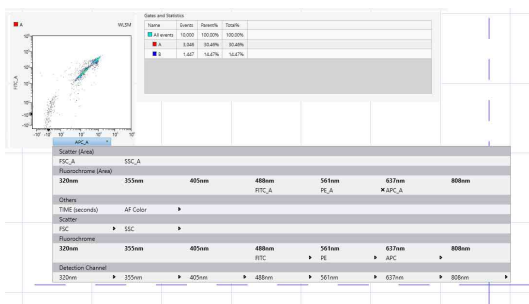 A WLSM
Gates and Statistics
Name Events Parent% Total%
All events 10,000 100.00% 100.00%
A 3,048 30.48% 30.48%
B 1,447 14.47% 14.47%
FITC_A
APC_A
Scatter (Area)
FSC_A SSC_A
Fluorochrome (Area)
320nm 355nm 405nm 488nm 561nm 637nm 808nm
FITC_A PE_A ✖APC_A
Others
TIME (seconds) AF Color
Scatter
FSC SSC
Fluorochrome
320nm 355nm 405nm 488nm 561nm 637nm 808nm
FITC PE APC
Detection Channel
320nm 355nm 405nm 488nm 561nm 637nm 808nm